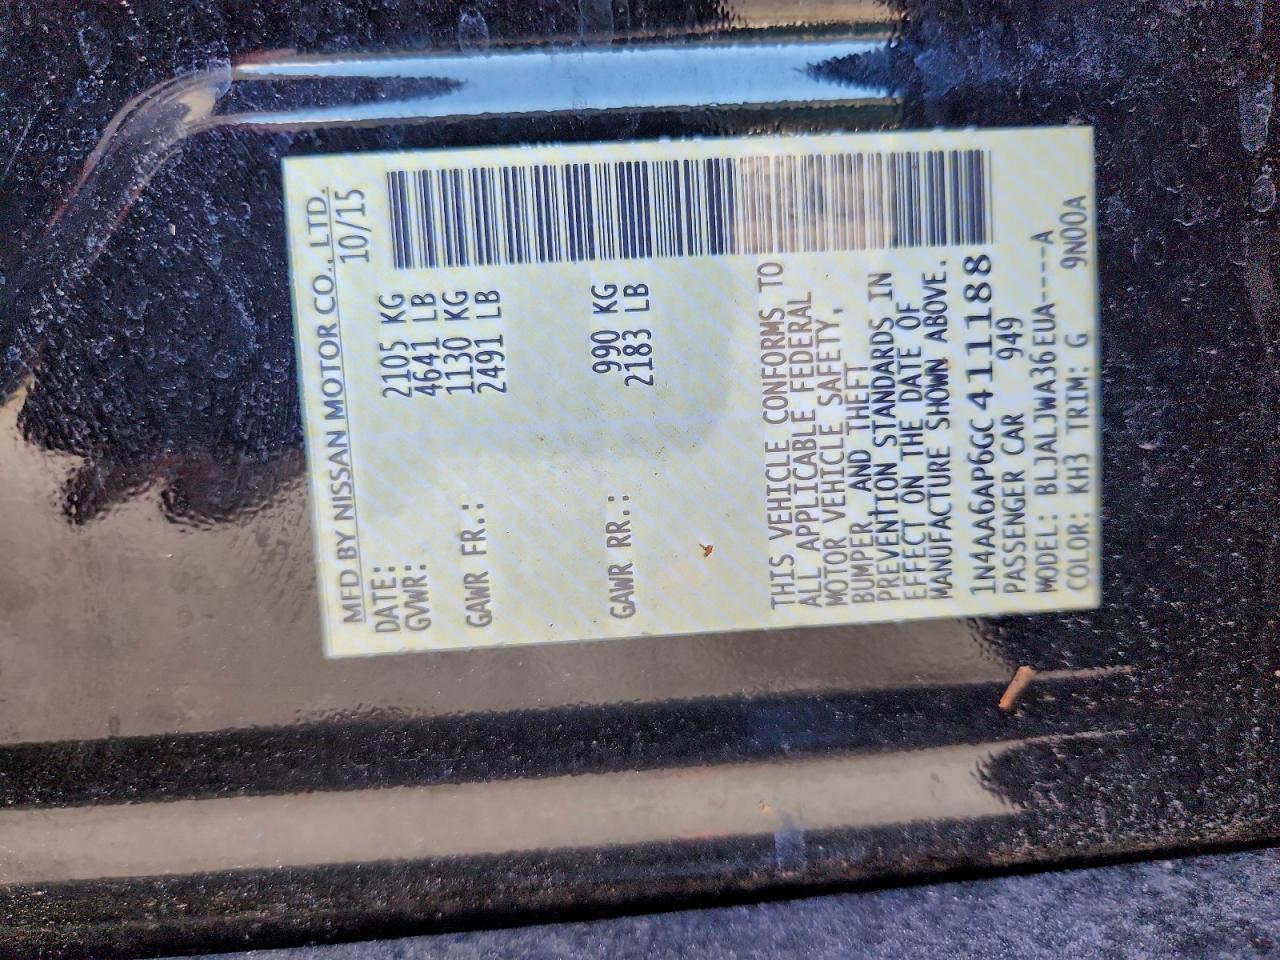 MFD BY NISSAN MOTOR CO., LTD.
DATE: 10/15
GVWR: 2105 KG
4641 LB
GAWR FR.: 1130 KG
2491 LB
GAWR RR.: 990 KG
2183 LB
THIS VEHICLE CONFORMS TO
ALL APPLICABLE FEDERAL
MOTOR VEHICLE SAFETY,
BUMPER, AND THEFT
PREVENTION STANDARDS IN
EFFECT ON THE DATE OF
MANUFACTURE SHOWN ABOVE.
1N4AA6AP6GC411188
PASSENGER CAR 949
MODEL: BLJALJWA36EUA----A
COLOR: KH3 TRIM: G 9N00A